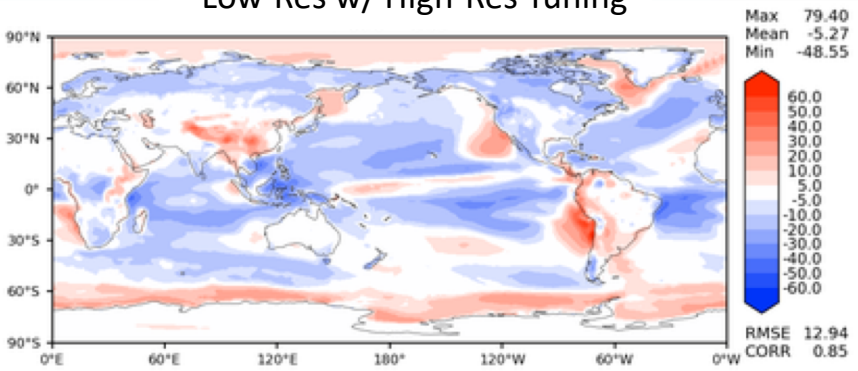 Low Res w/ High Res Tuning
Max 79.40
Mean -5.27
Min -48.55
90°N
60°N
30°N
0°
30°S
60°S
90°S
0°E 60°E 120°E 180° 120°W 60°W 0°W
60.0
50.0
40.0
30.0
20.0
10.0
5.0
-5.0
-10.0
-20.0
-30.0
-40.0
-50.0
-60.0
RMSE 12.94
CORR 0.85